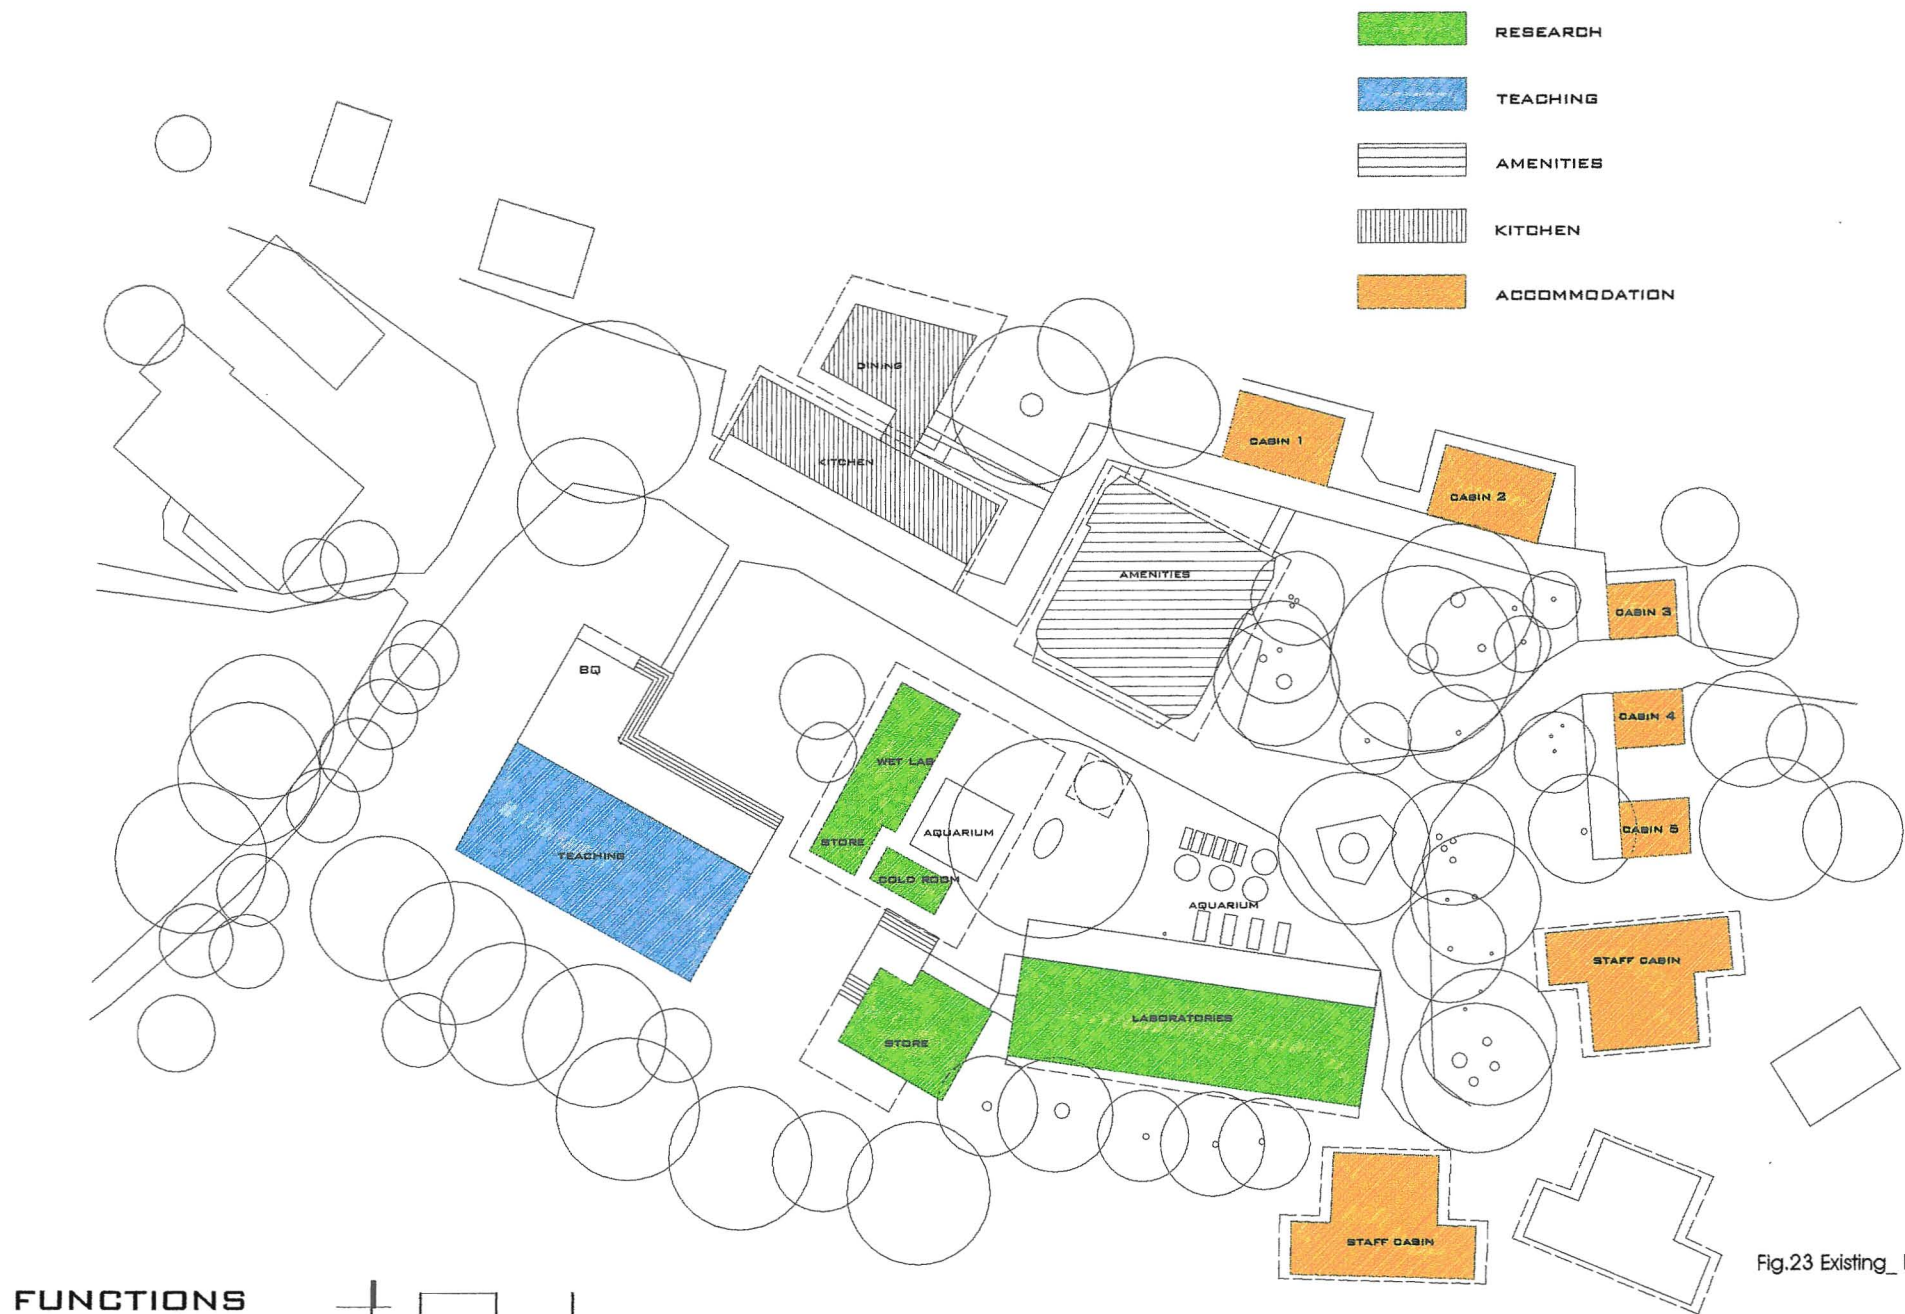 RESEARCH
TEACHING
AMENITIES
KITCHEN
ACCOMMODATION
DINING
KITCHEN
CABIN 1
CABIN 2
AMENITIES
CABIN 3
BQ
CABIN 4
WET LAB
AQUARIUM
CABIN 5
STORE
TEACHING
COLD ROOM
AQUARIUM
STAFF CABIN
LABORATORIES
STORE
STAFF CABIN
Fig.23 Existing_
FUNCTIONS